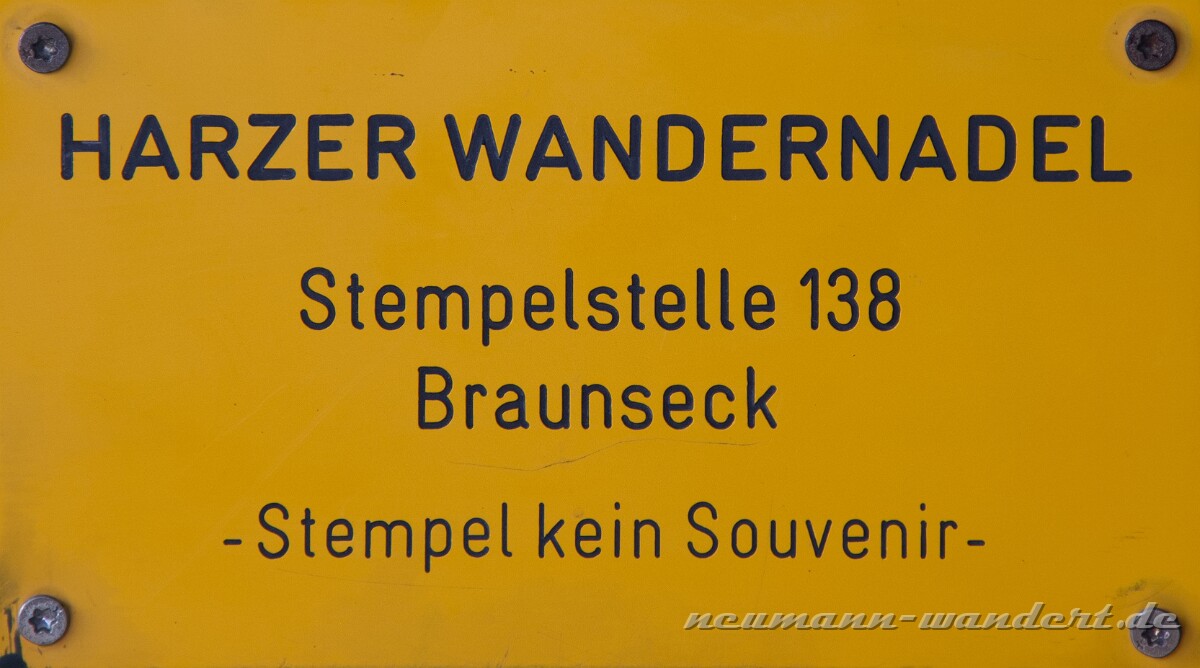 HARZER WANDERNADEL
Stempelstelle 138
Braunseck
-Stempel kein Souvenir-
neumann-wandert.de